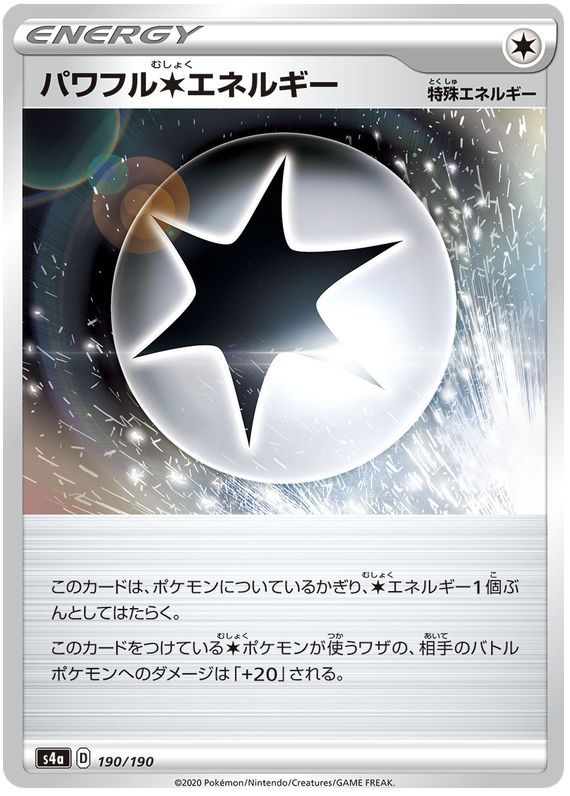 ENERGY
むしょく
パワフル✶エネルギー
とくしゅ
特殊エネルギー
むしょく こ
このカードは、ポケモンについているかぎり、✶エネルギー1個ぶ
んとしてはたらく。
むしょく つか あいて
このカードをつけている✶ポケモンが使うワザの、相手のバトル
ポケモンへのダメージは「+20」される。
s4a D 190/190
©2020 Pokémon/Nintendo/Creatures/GAME FREAK.